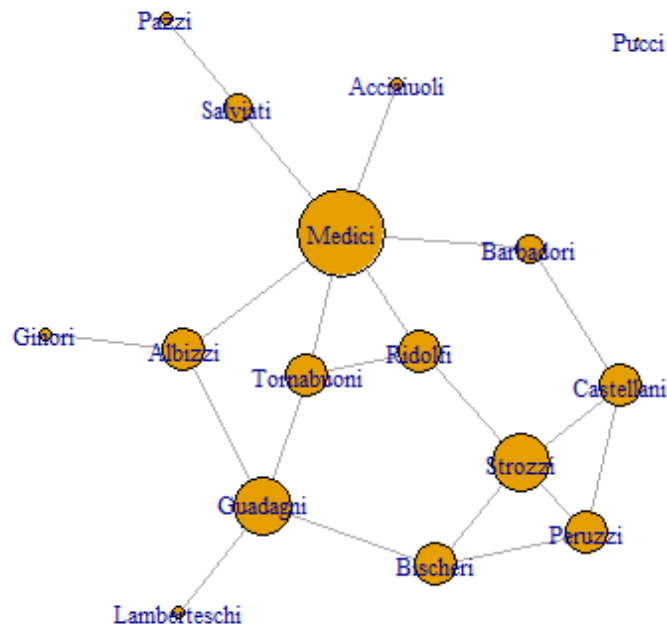 Pazzi
Pucci
Acciaiuoli
Salviati
Medici
Barbadori
Ginori
Albizzi
Ridolfi
Tornabuoni
Castellani
Strozzi
Guadagni
Peruzzi
Bischeri
Lamberteschi